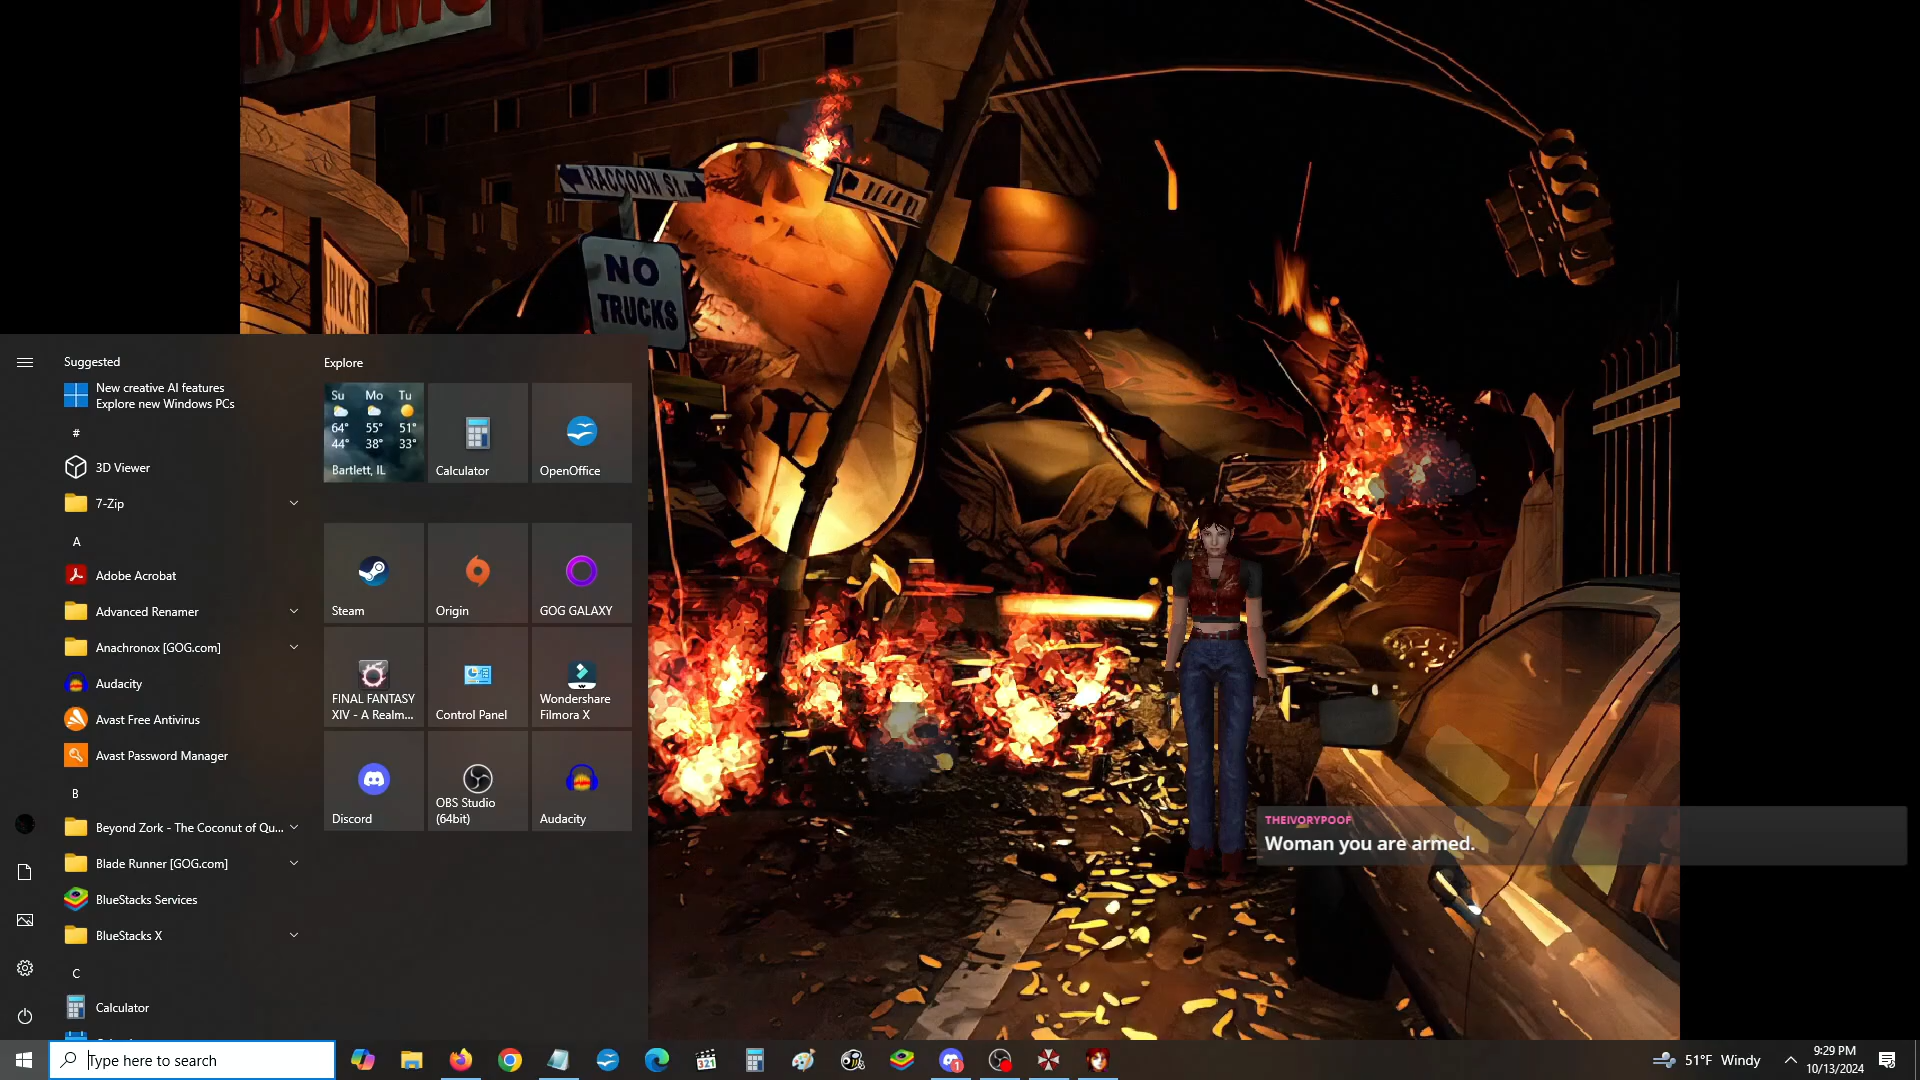 ROOMS
RACCOON St.
NO
TRUCKS
Suggested
New creative AI features
Explore new Windows PCs
#
3D Viewer
7-Zip
A
Adobe Acrobat
Advanced Renamer
Anachronox [GOG.com]
Audacity
Avast Free Antivirus
Avast Password Manager
B
Beyond Zork - The Coconut of Qu...
Blade Runner [GOG.com]
BlueStacks Services
BlueStacks X
C
Calculator
Explore
Su Mo Tu
64° 55° 51°
44° 38° 33°
Bartlett, IL
Calculator
OpenOffice
Steam
Origin
GOG GALAXY
FINAL FANTASY
XIV - A Realm...
Control Panel
Wondershare
Filmora X
Discord
OBS Studio
(64bit)
Audacity
THEIVORYPOOF
Woman you are armed.
Type here to search
321
1
51°F Windy
9:29 PM
10/13/2024